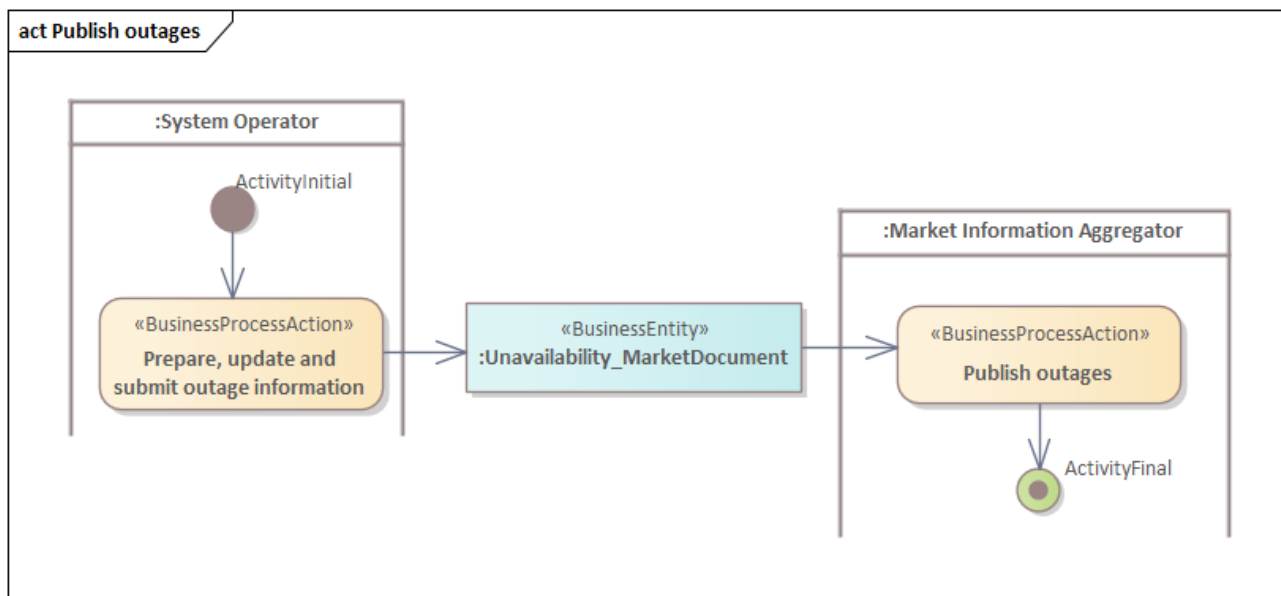 act Publish outages
:System Operator
ActivityInitial
«BusinessProcessAction»
Prepare, update and
submit outage information
«BusinessEntity»
:Unavailability_MarketDocument
:Market Information Aggregator
«BusinessProcessAction»
Publish outages
ActivityFinal